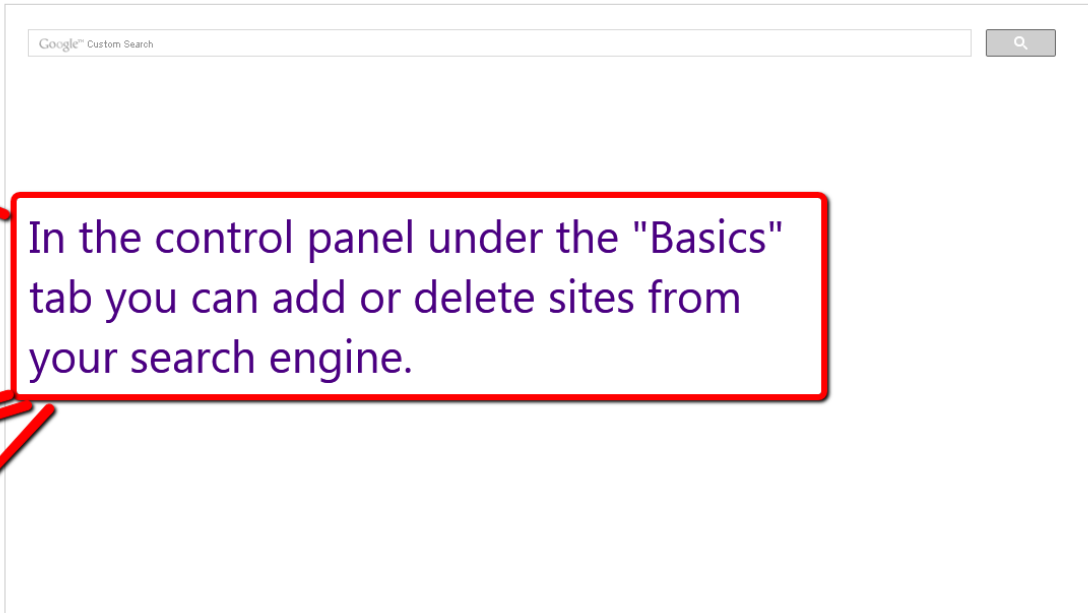 Google™ Custom Search
In the control panel under the "Basics"
tab you can add or delete sites from
your search engine.